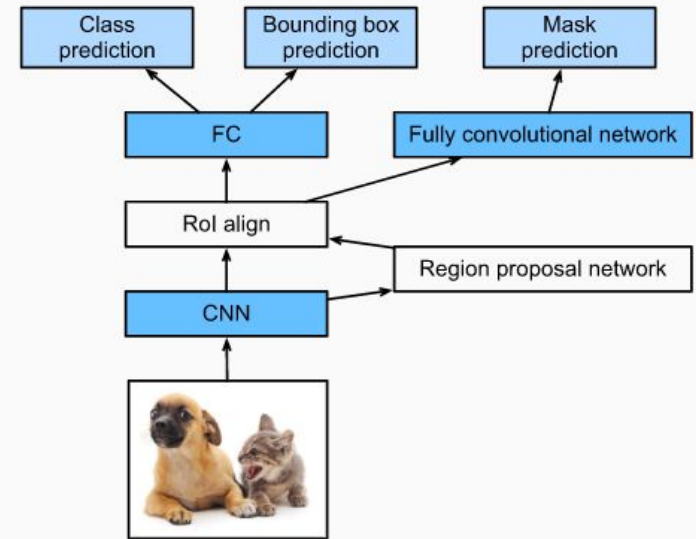 Class
prediction
Bounding box
prediction
Mask
prediction
FC
Fully convolutional network
RoI align
Region proposal network
CNN